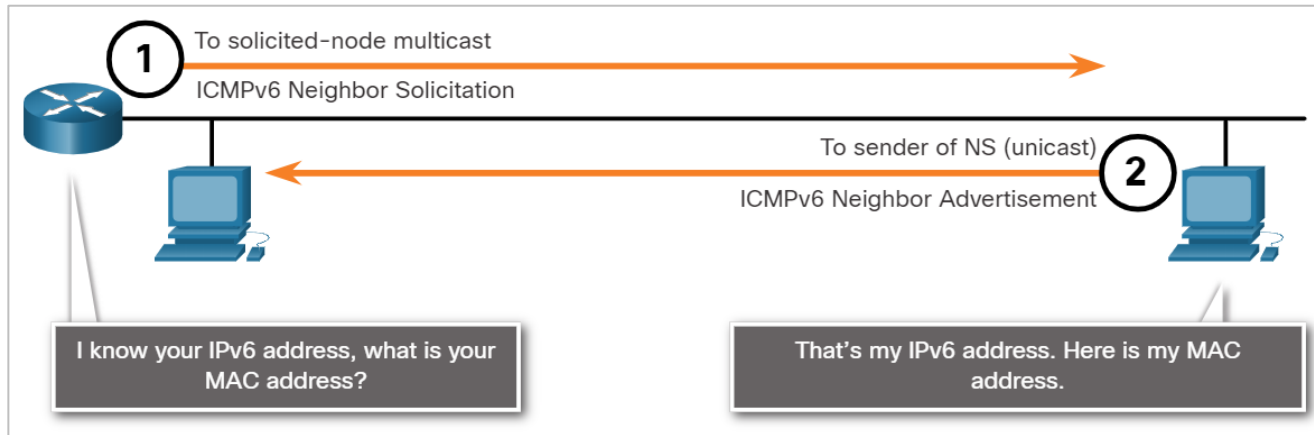 1
To solicited-node multicast
ICMPv6 Neighbor Solicitation
To sender of NS (unicast)
2
ICMPv6 Neighbor Advertisement
I know your IPv6 address, what is your
MAC address?
That's my IPv6 address. Here is my MAC
address.